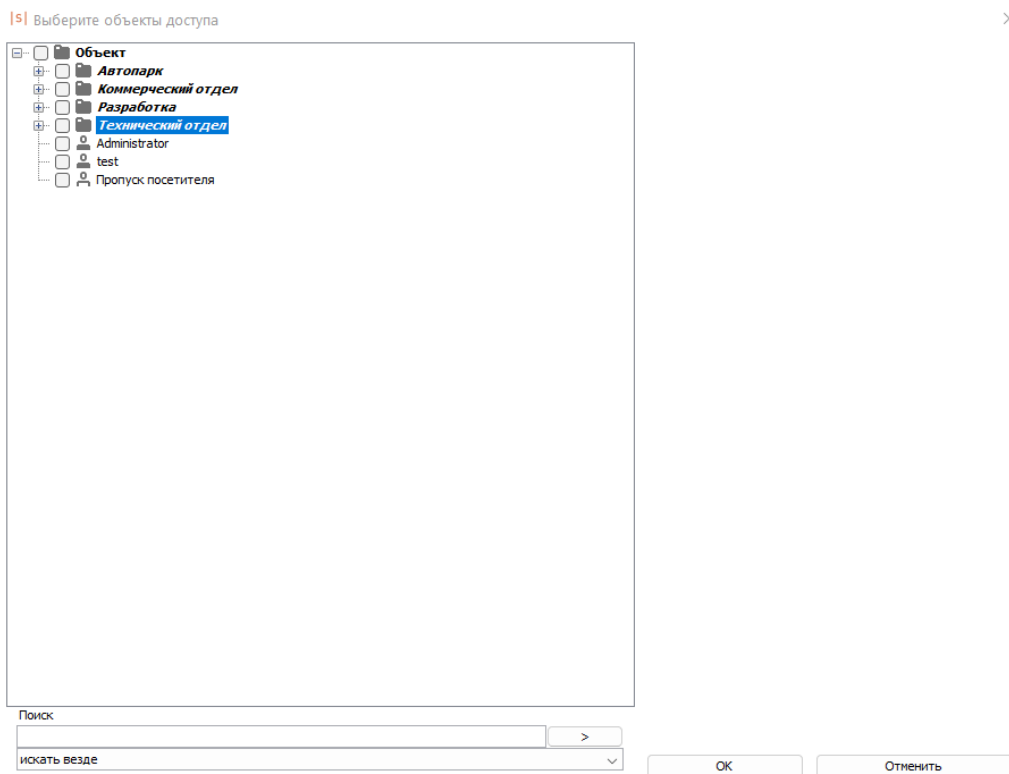 |s| Выберите объекты доступа
Объект
Автопарк
Коммерческий отдел
Разработка
Технический отдел
Administrator
test
Пропуск посетителя
Поиск
>
искать везде
OK
Отменить